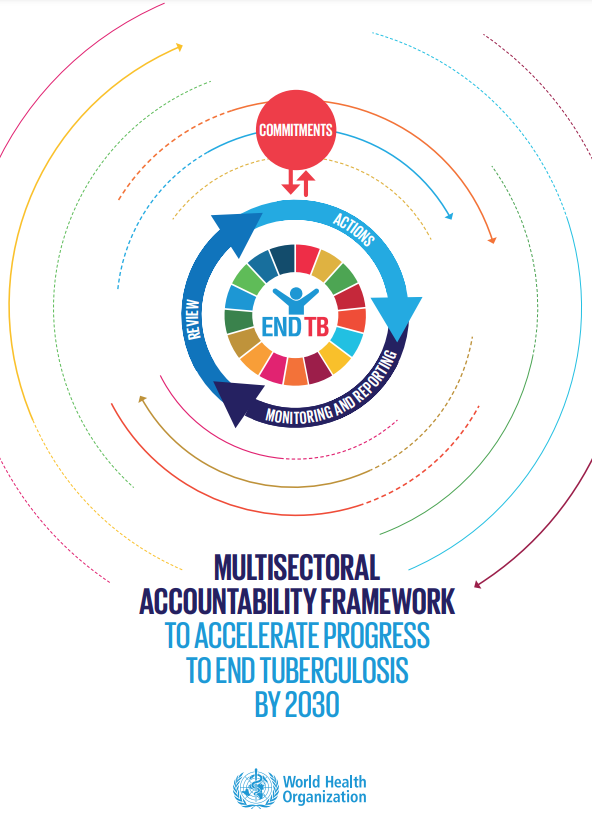 COMMITMENTS
ACTIONS
REVIEW
END TB
MONITORING AND REPORTING
MULTISECTORAL
ACCOUNTABILITY FRAMEWORK
TO ACCELERATE PROGRESS
TO END TUBERCULOSIS
BY 2030
World Health
Organization